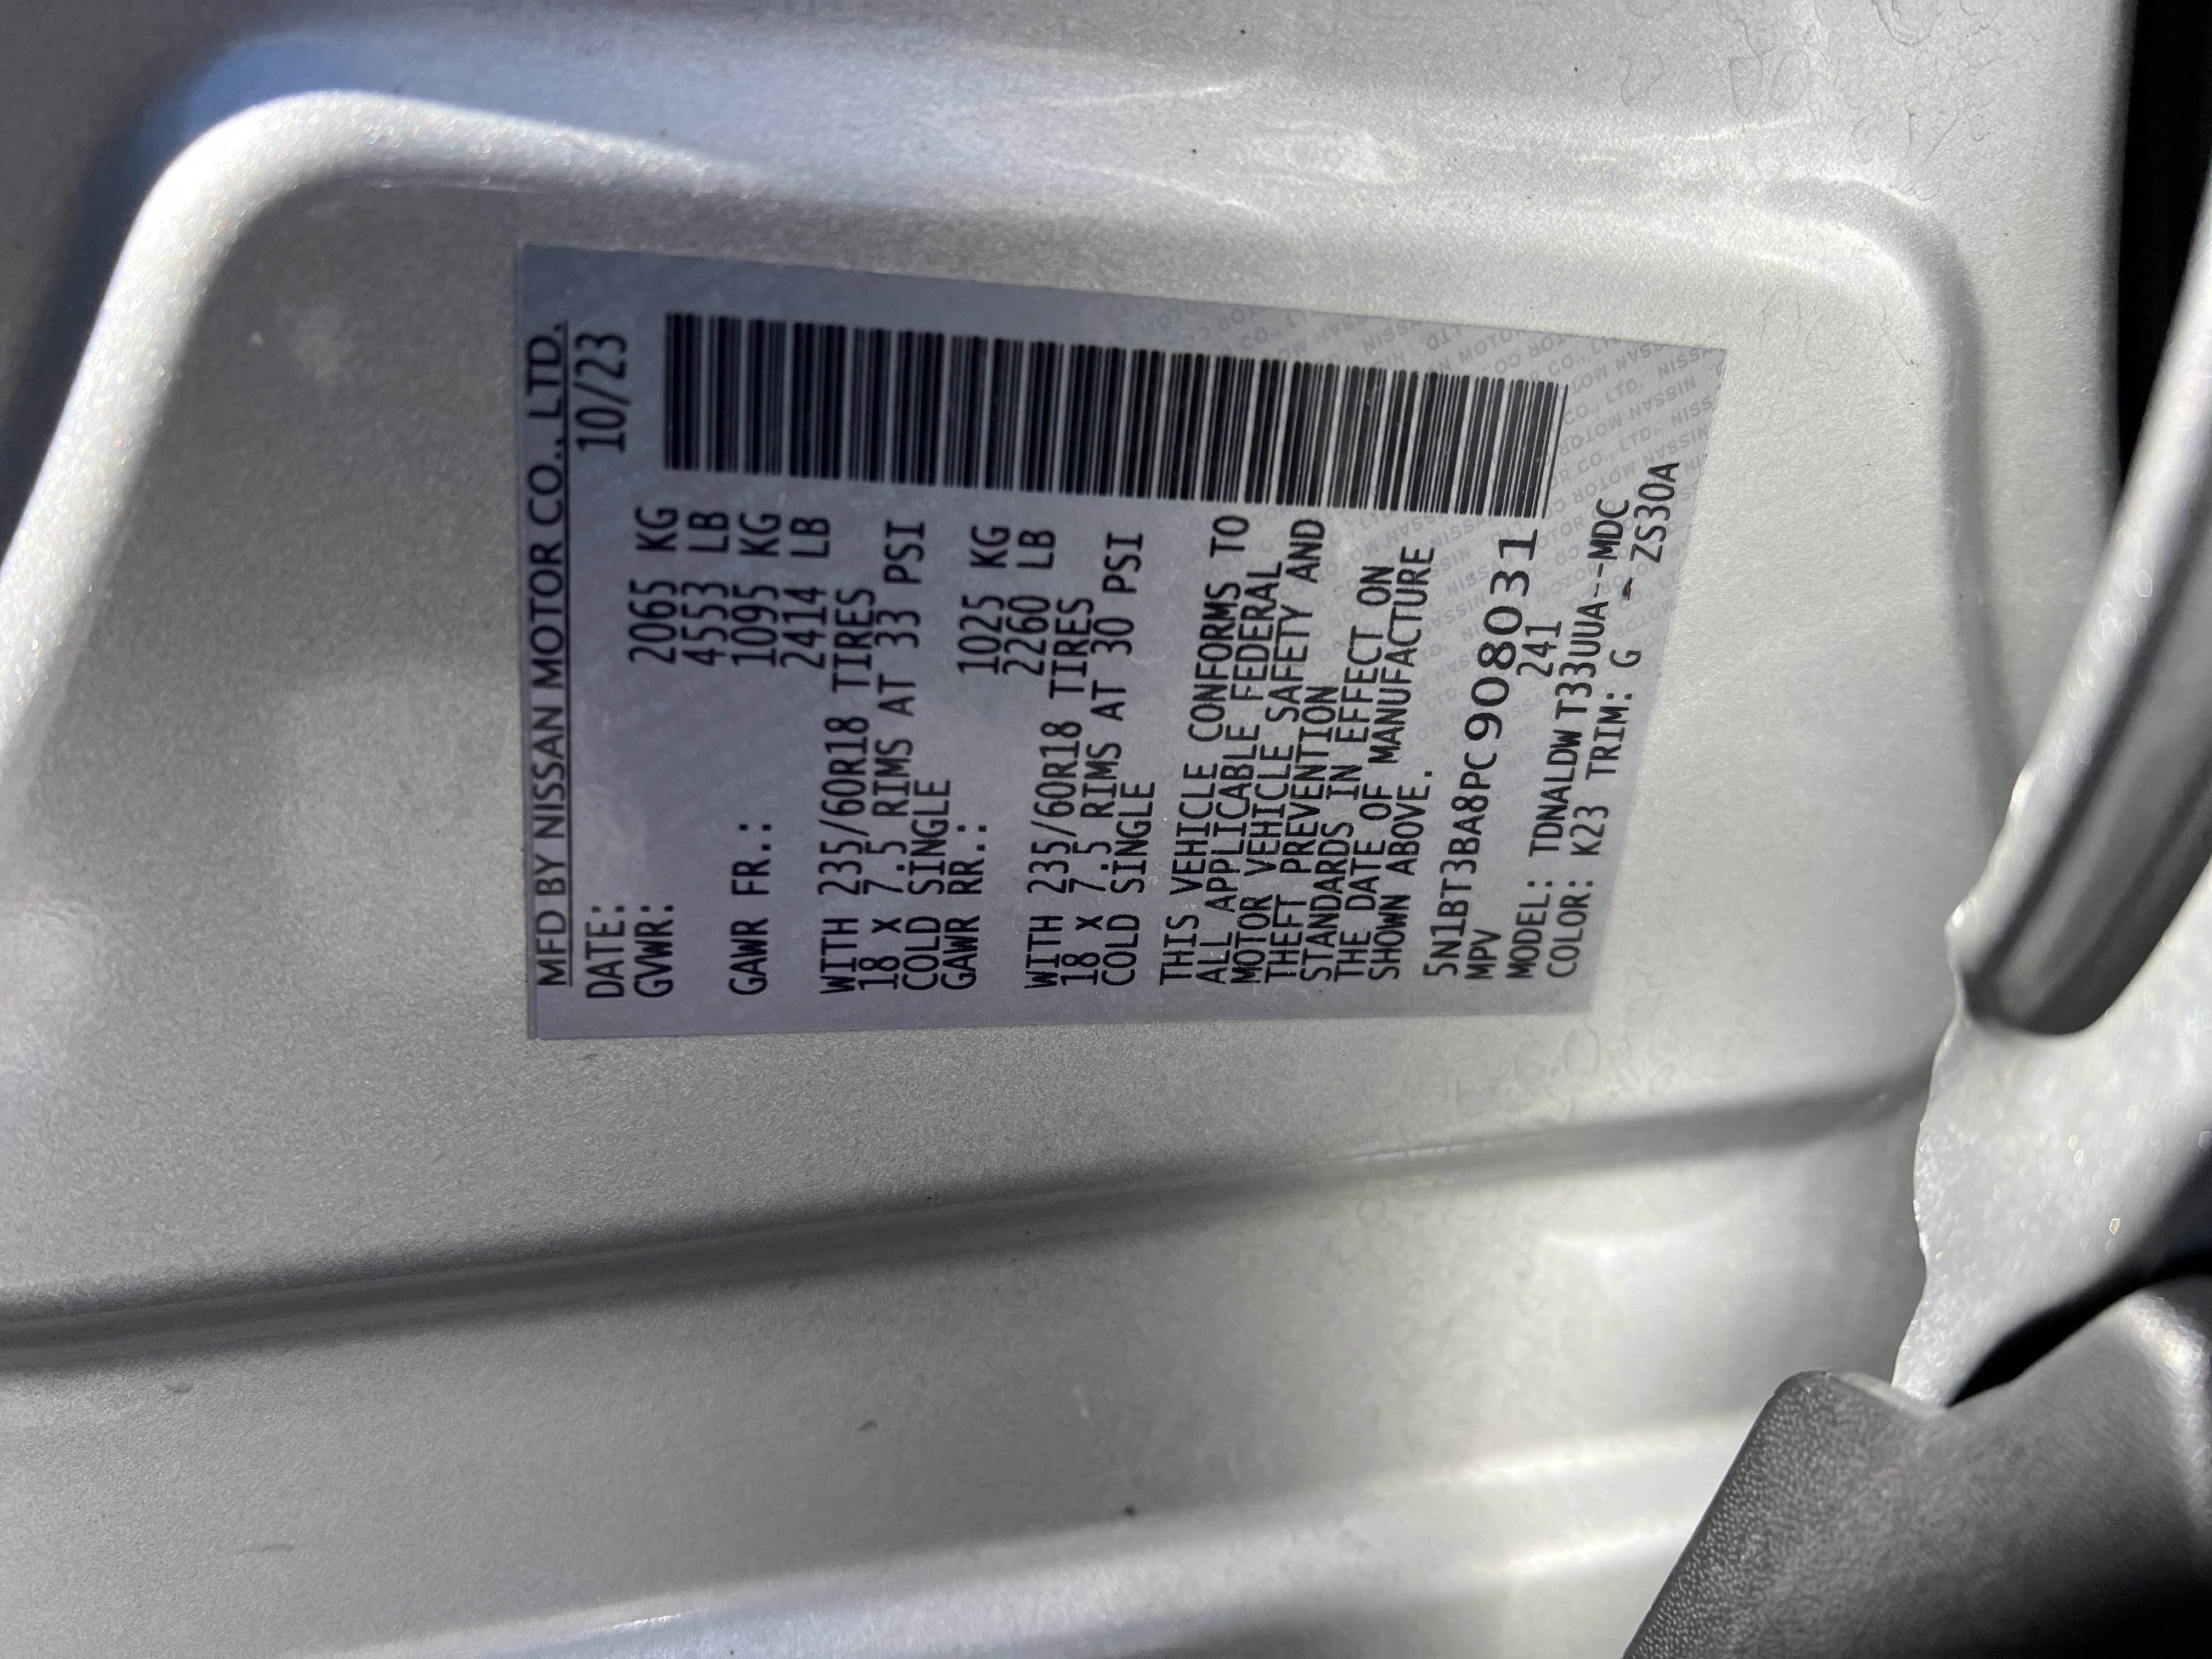 MFD BY NISSAN MOTOR CO., LTD.
DATE: 10/23
GVWR: 2065 KG
4553 LB
GAWR FR.: 1095 KG
2414 LB
WITH 235/60R18 TIRES
18 X 7.5 RIMS AT 33 PSI
COLD SINGLE
GAWR RR.: 1025 KG
2260 LB
WITH 235/60R18 TIRES
18 X 7.5 RIMS AT 30 PSI
COLD SINGLE
THIS VEHICLE CONFORMS TO
ALL APPLICABLE FEDERAL
MOTOR VEHICLE SAFETY AND
THEFT PREVENTION
STANDARDS IN EFFECT ON
THE DATE OF MANUFACTURE
SHOWN ABOVE.
5N1BT3BA8PC908031
MPV 241
MODEL: TDNALDW T33UUA---MDC
COLOR: K23 TRIM: G - ZS30A